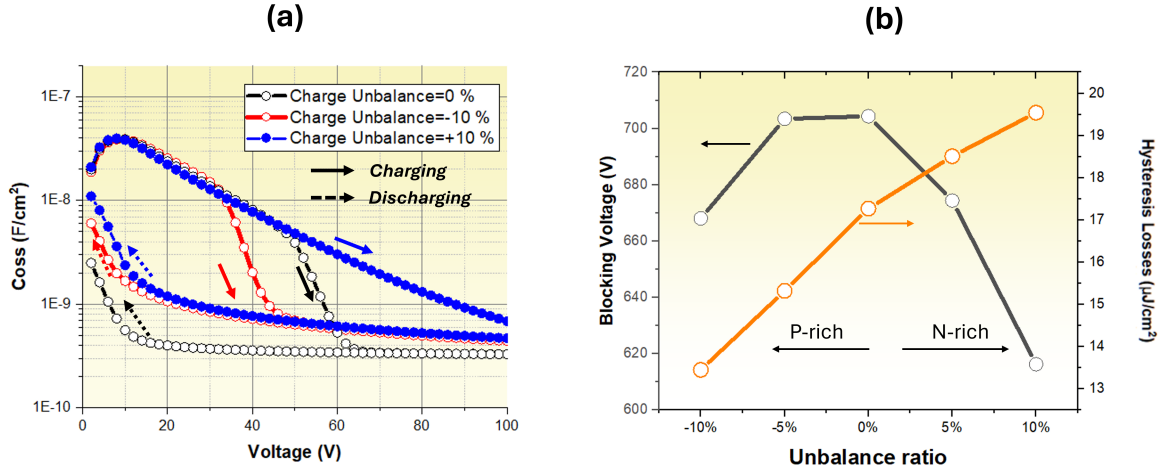 (a)
1E-7
1E-8
1E-9
1E-10
Coss (F/cm²)
0 20 40 60 80 100
Voltage (V)
Charge Unbalance=0 %
Charge Unbalance=-10 %
Charge Unbalance=+10 %
Charging
Discharging
(b)
720
700
680
660
640
620
600
Blocking Voltage (V)
P-rich
N-rich
-10% -5% 0% 5% 10%
Unbalance ratio
20
19
18
17
16
15
14
13
Hysteresis Losses (μJ/cm²)